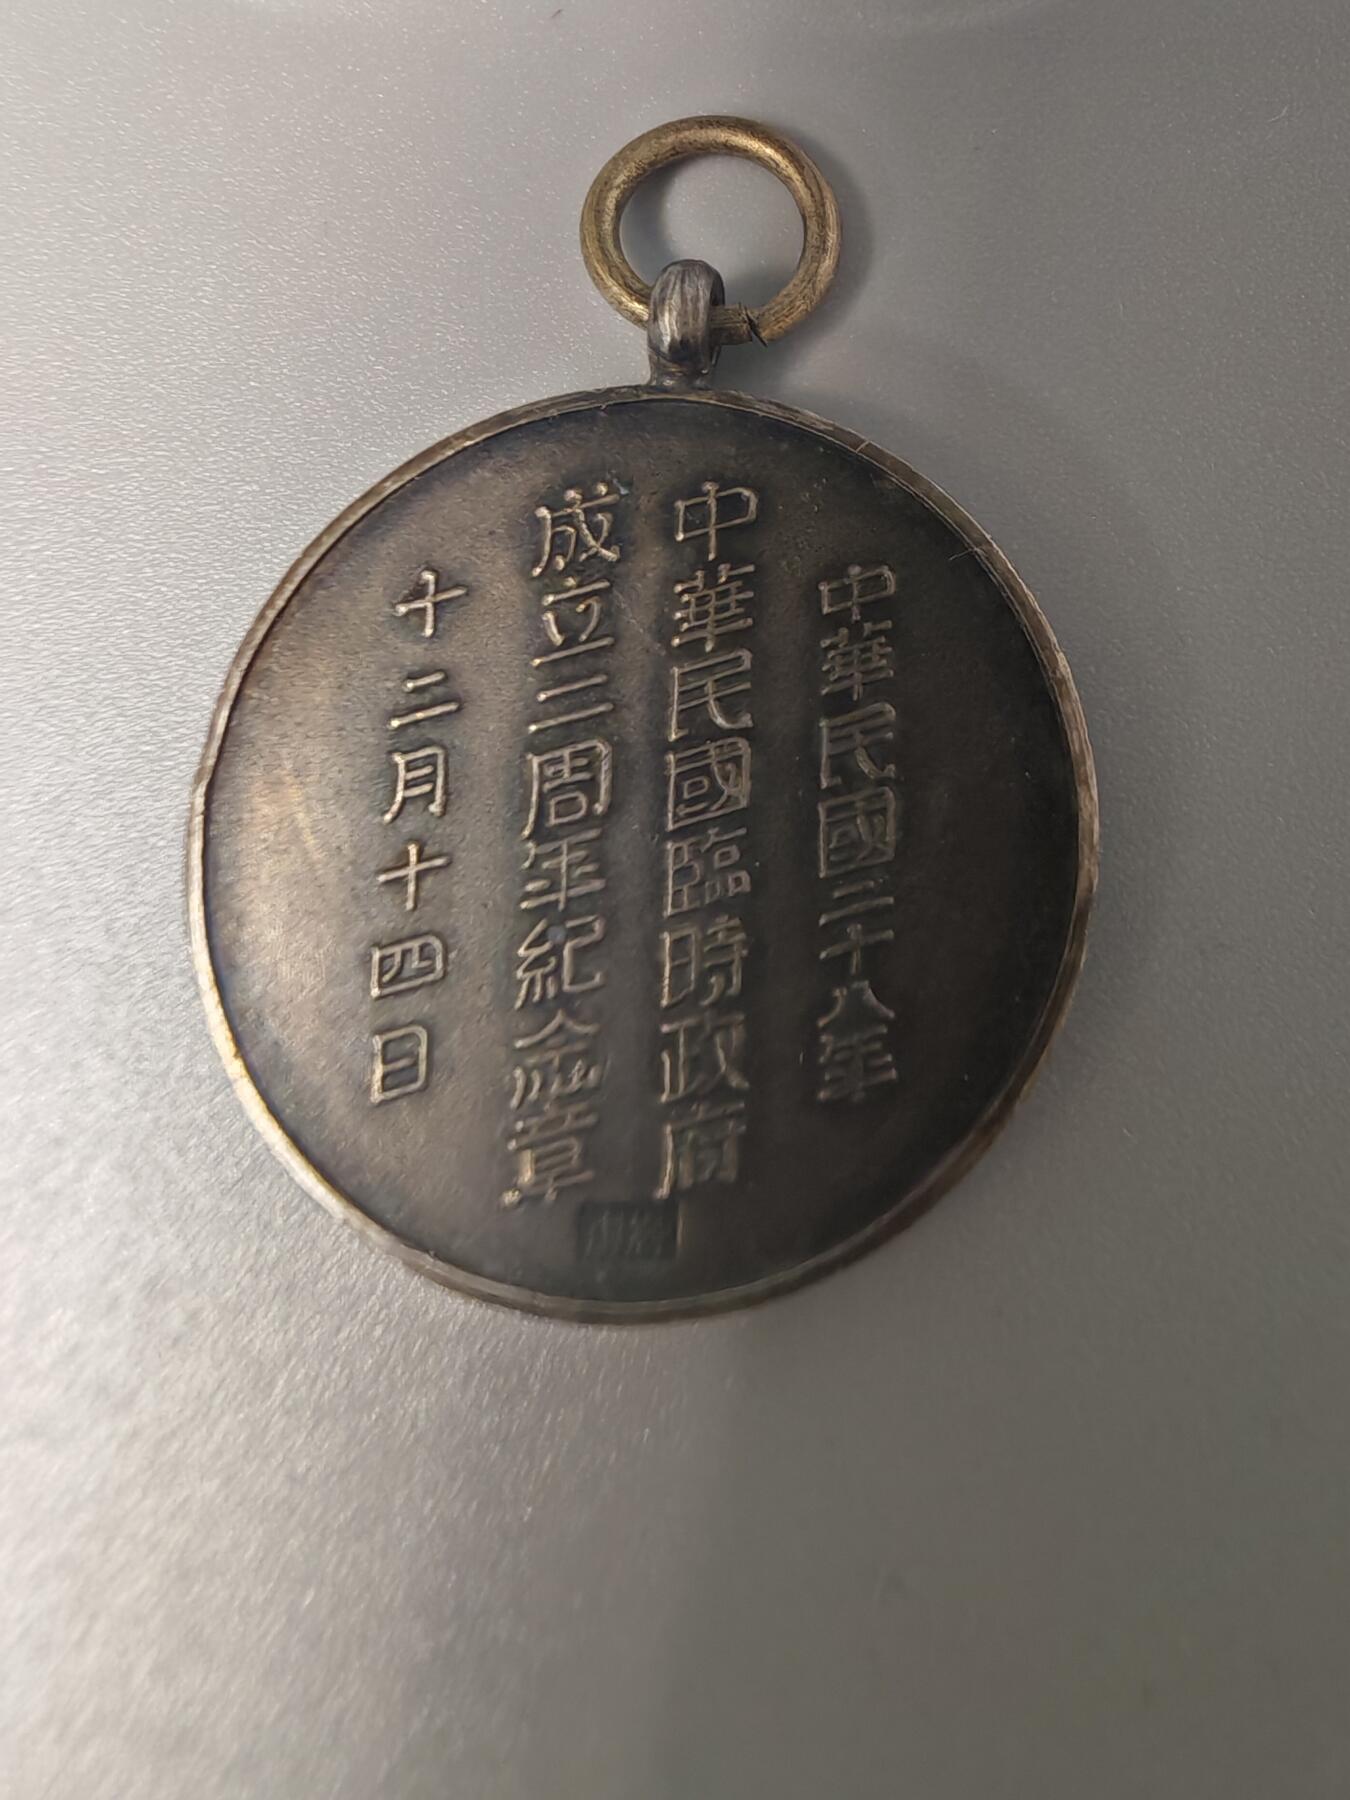 中華民國二十八年
中華民國臨時政府
成立二周年紀念章
十二月十四日